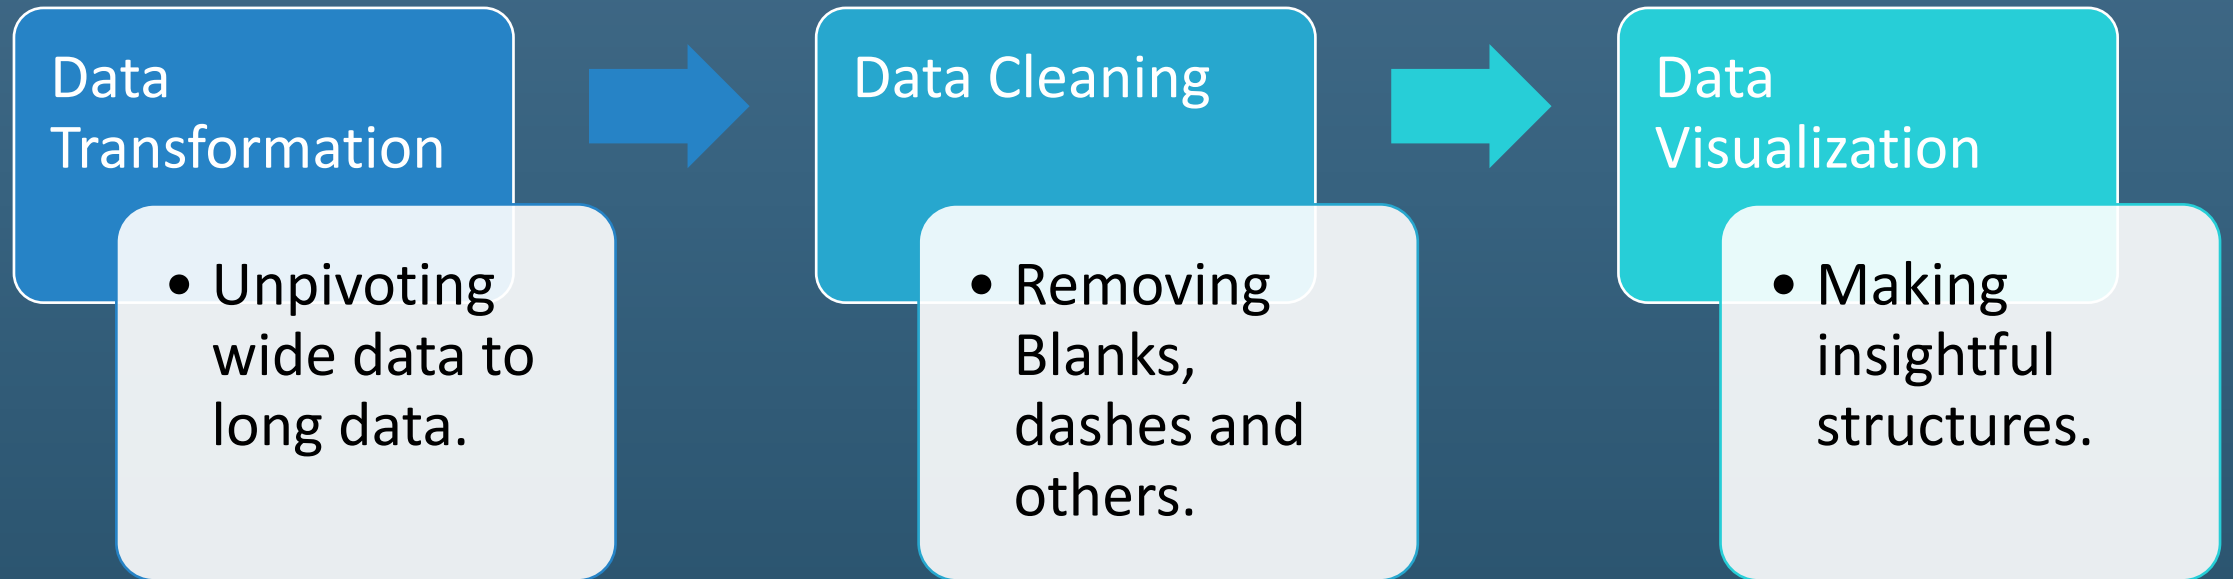 Data
Transformation
• Unpivoting
wide data to
long data.
Data Cleaning
• Removing
Blanks,
dashes and
others.
Data
Visualization
• Making
insightful
structures.